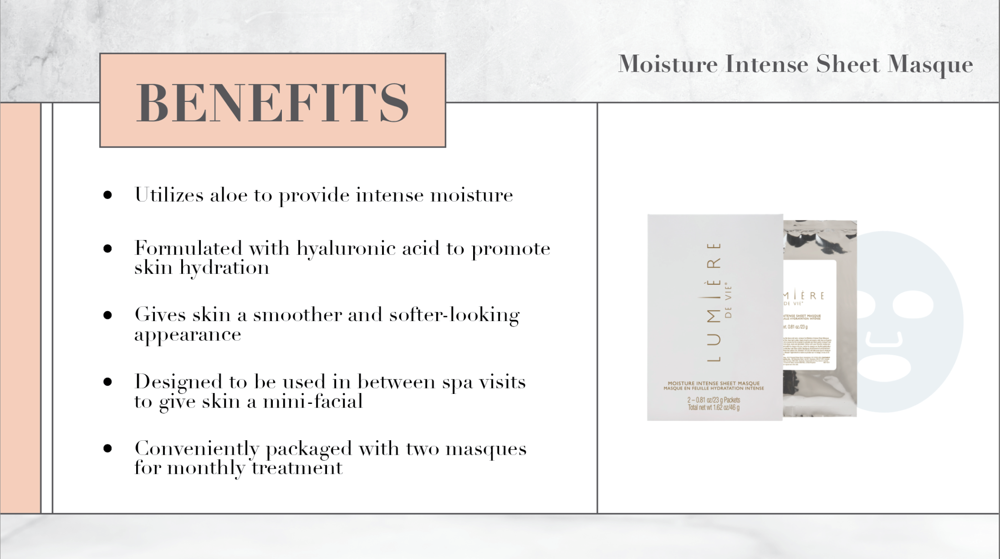 Moisture Intense Sheet Masque
BENEFITS
● Utilizes aloe to provide intense moisture
● Formulated with hyaluronic acid to promote
skin hydration
● Gives skin a smoother and softer-looking
appearance
● Designed to be used in between spa visits
to give skin a mini-facial
● Conveniently packaged with two masques
for monthly treatment
LUMIÈRE
DE VIE®
MOISTURE INTENSE SHEET MASQUE
MASQUE EN FEUILLE HYDRATATION INTENSE
2 – 0.81 oz/23 g Packets
Total net wt 1.62 oz/46 g
MIÈRE
DE VIE®
INTENSE SHEET MASQUE
HYDRATATION INTENSE
wt. 0.81 oz/23 g